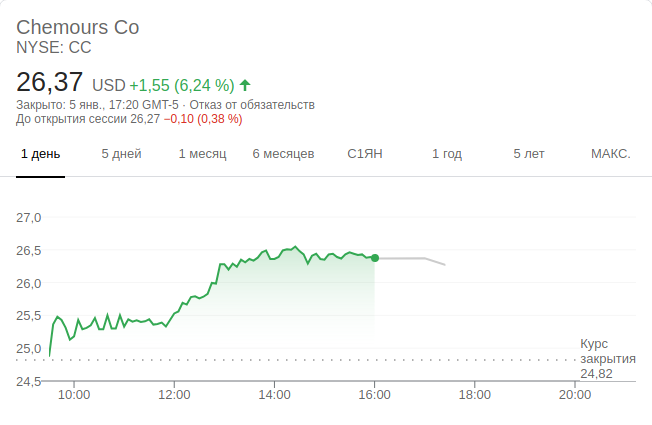 Chemours Co
NYSE: CC
26,37 USD +1,55 (6,24 %)
Закрыто: 5 янв., 17:20 GMT-5 · Отказ от обязательств
До открытия сессии 26,27 −0,10 (0,38 %)
1 день 5 дней 1 месяц 6 месяцев С1ЯН 1 год 5 лет МАКС.
27,0
26,5
26,0
25,5
25,0
24,5
Курс
закрытия
24,82
10:00 12:00 14:00 16:00 18:00 20:00